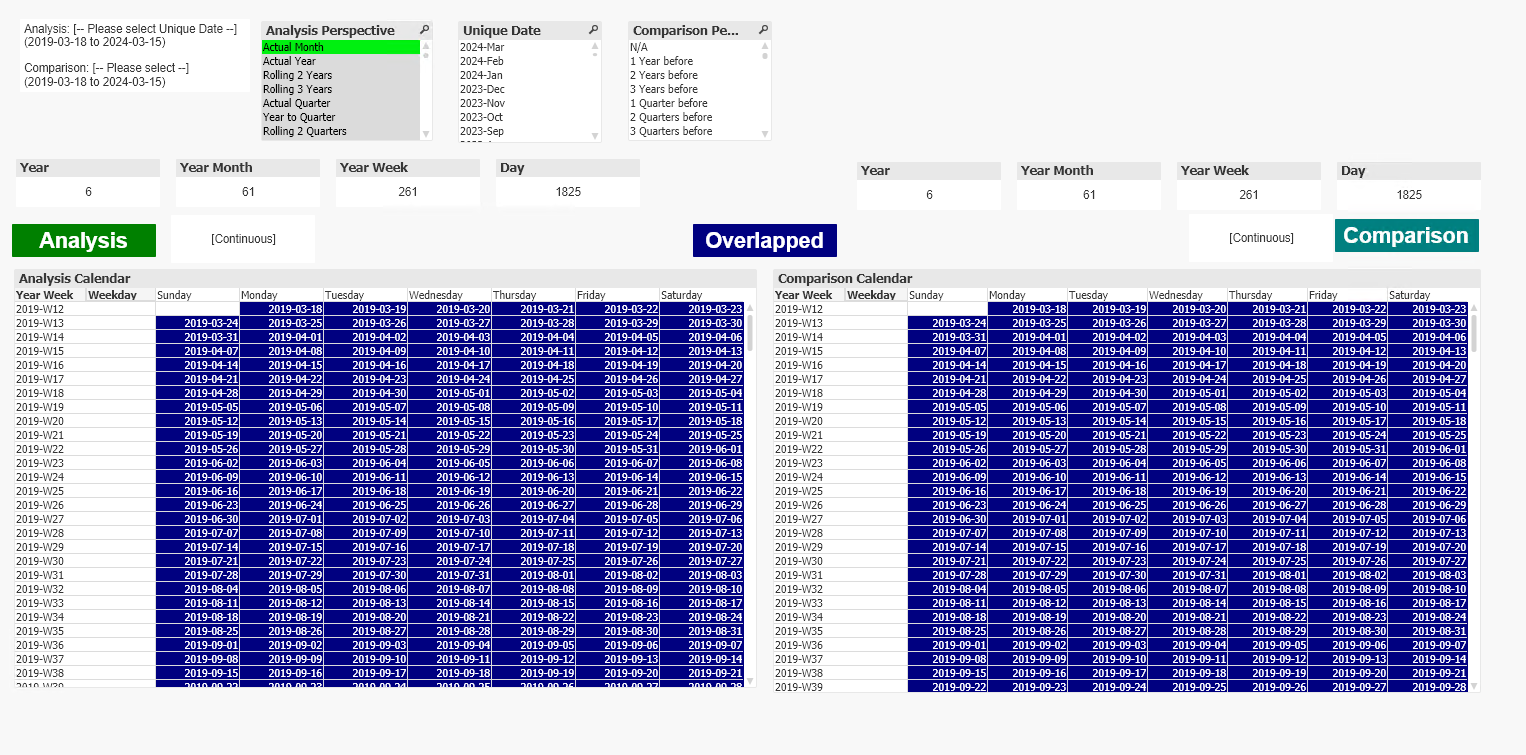 Analysis: [-- Please select Unique Date --]
(2019-03-18 to 2024-03-15)
Comparison: [-- Please select --]
(2019-03-18 to 2024-03-15)
Analysis Perspective
Actual Month
Actual Year
Rolling 2 Years
Rolling 3 Years
Actual Quarter
Year to Quarter
Rolling 2 Quarters
Unique Date
2024-Mar
2024-Feb
2024-Jan
2023-Dec
2023-Nov
2023-Oct
2023-Sep
Comparison Pe...
N/A
1 Year before
2 Years before
3 Years before
1 Quarter before
2 Quarters before
3 Quarters before
Year Year Month Year Week Day
6 61 261 1825
Year Year Month Year Week Day
6 61 261 1825
Analysis [Continuous] Overlapped [Continuous] Comparison
Analysis Calendar
Year Week Weekday Sunday Monday Tuesday Wednesday Thursday Friday Saturday
2019-W12 2019-03-18 2019-03-19 2019-03-20 2019-03-21 2019-03-22 2019-03-23
2019-W13 2019-03-24 2019-03-25 2019-03-26 2019-03-27 2019-03-28 2019-03-29 2019-03-30
2019-W14 2019-03-31 2019-04-01 2019-04-02 2019-04-03 2019-04-04 2019-04-05 2019-04-06
2019-W15 2019-04-07 2019-04-08 2019-04-09 2019-04-10 2019-04-11 2019-04-12 2019-04-13
2019-W16 2019-04-14 2019-04-15 2019-04-16 2019-04-17 2019-04-18 2019-04-19 2019-04-20
2019-W17 2019-04-21 2019-04-22 2019-04-23 2019-04-24 2019-04-25 2019-04-26 2019-04-27
2019-W18 2019-04-28 2019-04-29 2019-04-30 2019-05-01 2019-05-02 2019-05-03 2019-05-04
2019-W19 2019-05-05 2019-05-06 2019-05-07 2019-05-08 2019-05-09 2019-05-10 2019-05-11
2019-W20 2019-05-12 2019-05-13 2019-05-14 2019-05-15 2019-05-16 2019-05-17 2019-05-18
2019-W21 2019-05-19 2019-05-20 2019-05-21 2019-05-22 2019-05-23 2019-05-24 2019-05-25
2019-W22 2019-05-26 2019-05-27 2019-05-28 2019-05-29 2019-05-30 2019-05-31 2019-06-01
2019-W23 2019-06-02 2019-06-03 2019-06-04 2019-06-05 2019-06-06 2019-06-07 2019-06-08
2019-W24 2019-06-09 2019-06-10 2019-06-11 2019-06-12 2019-06-13 2019-06-14 2019-06-15
2019-W25 2019-06-16 2019-06-17 2019-06-18 2019-06-19 2019-06-20 2019-06-21 2019-06-22
2019-W26 2019-06-23 2019-06-24 2019-06-25 2019-06-26 2019-06-27 2019-06-28 2019-06-29
2019-W27 2019-06-30 2019-07-01 2019-07-02 2019-07-03 2019-07-04 2019-07-05 2019-07-06
2019-W28 2019-07-07 2019-07-08 2019-07-09 2019-07-10 2019-07-11 2019-07-12 2019-07-13
2019-W29 2019-07-14 2019-07-15 2019-07-16 2019-07-17 2019-07-18 2019-07-19 2019-07-20
2019-W30 2019-07-21 2019-07-22 2019-07-23 2019-07-24 2019-07-25 2019-07-26 2019-07-27
2019-W31 2019-07-28 2019-07-29 2019-07-30 2019-07-31 2019-08-01 2019-08-02 2019-08-03
2019-W32 2019-08-04 2019-08-05 2019-08-06 2019-08-07 2019-08-08 2019-08-09 2019-08-10
2019-W33 2019-08-11 2019-08-12 2019-08-13 2019-08-14 2019-08-15 2019-08-16 2019-08-17
2019-W34 2019-08-18 2019-08-19 2019-08-20 2019-08-21 2019-08-22 2019-08-23 2019-08-24
2019-W35 2019-08-25 2019-08-26 2019-08-27 2019-08-28 2019-08-29 2019-08-30 2019-08-31
2019-W36 2019-09-01 2019-09-02 2019-09-03 2019-09-04 2019-09-05 2019-09-06 2019-09-07
2019-W37 2019-09-08 2019-09-09 2019-09-10 2019-09-11 2019-09-12 2019-09-13 2019-09-14
2019-W38 2019-09-15 2019-09-16 2019-09-17 2019-09-18 2019-09-19 2019-09-20 2019-09-21
2019-W39 2019-09-22 2019-09-23 2019-09-24 2019-09-25 2019-09-26 2019-09-27 2019-09-28
Comparison Calendar
Year Week Weekday Sunday Monday Tuesday Wednesday Thursday Friday Saturday
2019-W12 2019-03-18 2019-03-19 2019-03-20 2019-03-21 2019-03-22 2019-03-23
2019-W13 2019-03-24 2019-03-25 2019-03-26 2019-03-27 2019-03-28 2019-03-29 2019-03-30
2019-W14 2019-03-31 2019-04-01 2019-04-02 2019-04-03 2019-04-04 2019-04-05 2019-04-06
2019-W15 2019-04-07 2019-04-08 2019-04-09 2019-04-10 2019-04-11 2019-04-12 2019-04-13
2019-W16 2019-04-14 2019-04-15 2019-04-16 2019-04-17 2019-04-18 2019-04-19 2019-04-20
2019-W17 2019-04-21 2019-04-22 2019-04-23 2019-04-24 2019-04-25 2019-04-26 2019-04-27
2019-W18 2019-04-28 2019-04-29 2019-04-30 2019-05-01 2019-05-02 2019-05-03 2019-05-04
2019-W19 2019-05-05 2019-05-06 2019-05-07 2019-05-08 2019-05-09 2019-05-10 2019-05-11
2019-W20 2019-05-12 2019-05-13 2019-05-14 2019-05-15 2019-05-16 2019-05-17 2019-05-18
2019-W21 2019-05-19 2019-05-20 2019-05-21 2019-05-22 2019-05-23 2019-05-24 2019-05-25
2019-W22 2019-05-26 2019-05-27 2019-05-28 2019-05-29 2019-05-30 2019-05-31 2019-06-01
2019-W23 2019-06-02 2019-06-03 2019-06-04 2019-06-05 2019-06-06 2019-06-07 2019-06-08
2019-W24 2019-06-09 2019-06-10 2019-06-11 2019-06-12 2019-06-13 2019-06-14 2019-06-15
2019-W25 2019-06-16 2019-06-17 2019-06-18 2019-06-19 2019-06-20 2019-06-21 2019-06-22
2019-W26 2019-06-23 2019-06-24 2019-06-25 2019-06-26 2019-06-27 2019-06-28 2019-06-29
2019-W27 2019-06-30 2019-07-01 2019-07-02 2019-07-03 2019-07-04 2019-07-05 2019-07-06
2019-W28 2019-07-07 2019-07-08 2019-07-09 2019-07-10 2019-07-11 2019-07-12 2019-07-13
2019-W29 2019-07-14 2019-07-15 2019-07-16 2019-07-17 2019-07-18 2019-07-19 2019-07-20
2019-W30 2019-07-21 2019-07-22 2019-07-23 2019-07-24 2019-07-25 2019-07-26 2019-07-27
2019-W31 2019-07-28 2019-07-29 2019-07-30 2019-07-31 2019-08-01 2019-08-02 2019-08-03
2019-W32 2019-08-04 2019-08-05 2019-08-06 2019-08-07 2019-08-08 2019-08-09 2019-08-10
2019-W33 2019-08-11 2019-08-12 2019-08-13 2019-08-14 2019-08-15 2019-08-16 2019-08-17
2019-W34 2019-08-18 2019-08-19 2019-08-20 2019-08-21 2019-08-22 2019-08-23 2019-08-24
2019-W35 2019-08-25 2019-08-26 2019-08-27 2019-08-28 2019-08-29 2019-08-30 2019-08-31
2019-W36 2019-09-01 2019-09-02 2019-09-03 2019-09-04 2019-09-05 2019-09-06 2019-09-07
2019-W37 2019-09-08 2019-09-09 2019-09-10 2019-09-11 2019-09-12 2019-09-13 2019-09-14
2019-W38 2019-09-15 2019-09-16 2019-09-17 2019-09-18 2019-09-19 2019-09-20 2019-09-21
2019-W39 2019-09-22 2019-09-23 2019-09-24 2019-09-25 2019-09-26 2019-09-27 2019-09-28